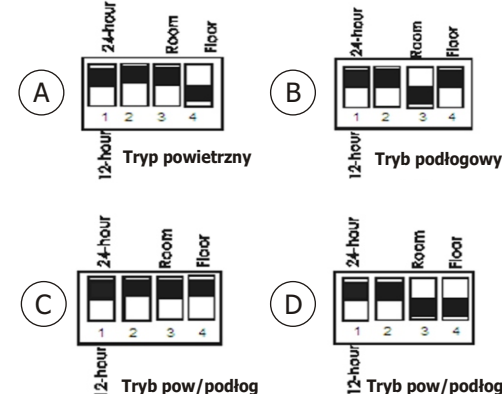 24-hour Room Floor
A
1 2 3 4
12-hour Tryp powietrzny
24-hour Room Floor
B
1 2 3 4
12-hour Tryb podłogowy
24-hour Room Floor
C
1 2 3 4
12-hour Tryb pow/podłog
24-hour Room Floor
D
1 2 3 4
12-hour Tryb pow/podłog